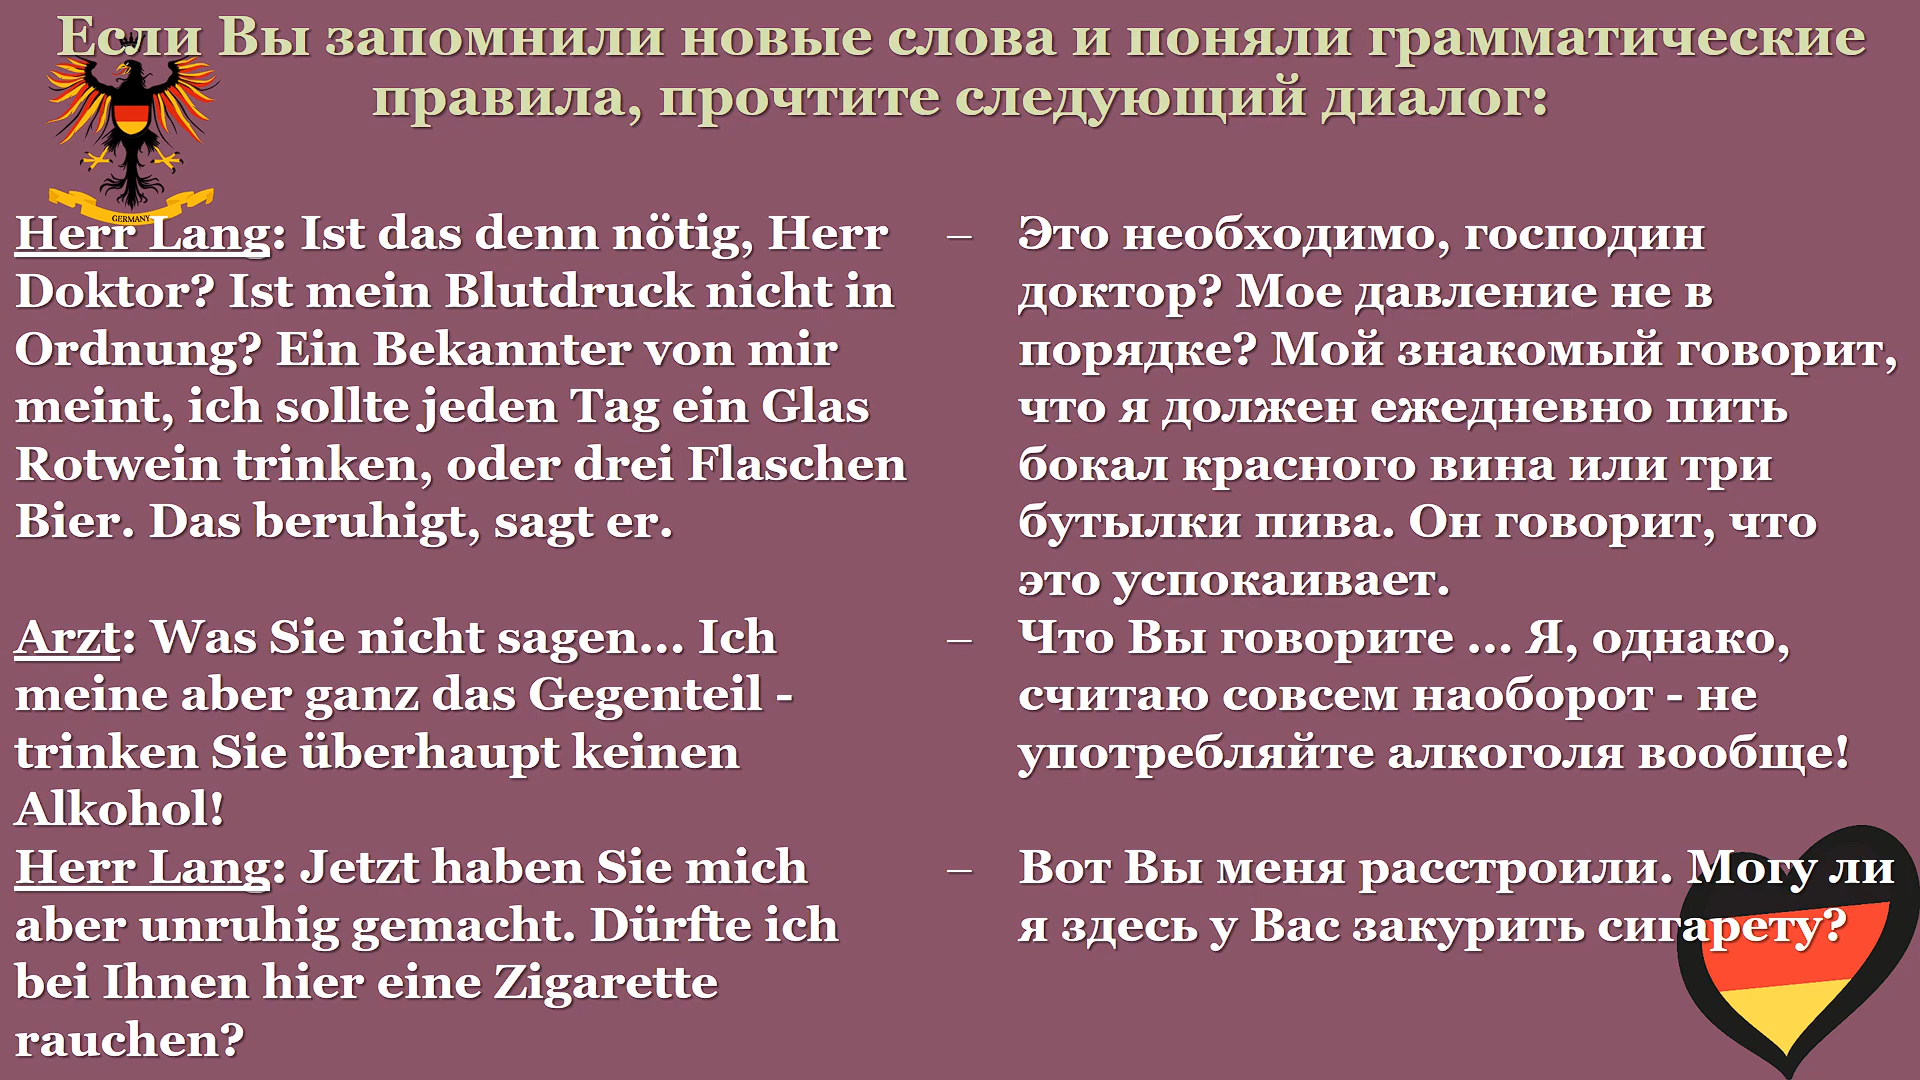 Если Вы запомнили новые слова и поняли грамматические
правила, прочтите следующий диалог:
GERMANY
Herr Lang: Ist das denn nötig, Herr
Doktor? Ist mein Blutdruck nicht in
Ordnung? Ein Bekannter von mir
meint, ich sollte jeden Tag ein Glas
Rotwein trinken, oder drei Flaschen
Bier. Das beruhigt, sagt er.
– Это необходимо, господин
доктор? Мое давление не в
порядке? Мой знакомый говорит,
что я должен ежедневно пить
бокал красного вина или три
бутылки пива. Он говорит, что
это успокаивает.
Arzt: Was Sie nicht sagen... Ich
meine aber ganz das Gegenteil -
trinken Sie überhaupt keinen
Alkohol!
– Что Вы говорите ... Я, однако,
считаю совсем наоборот - не
употребляйте алкоголя вообще!
Herr Lang: Jetzt haben Sie mich
aber unruhig gemacht. Dürfte ich
bei Ihnen hier eine Zigarette
rauchen?
– Вот Вы меня расстроили. Могу ли
я здесь у Вас закурить сигарету?